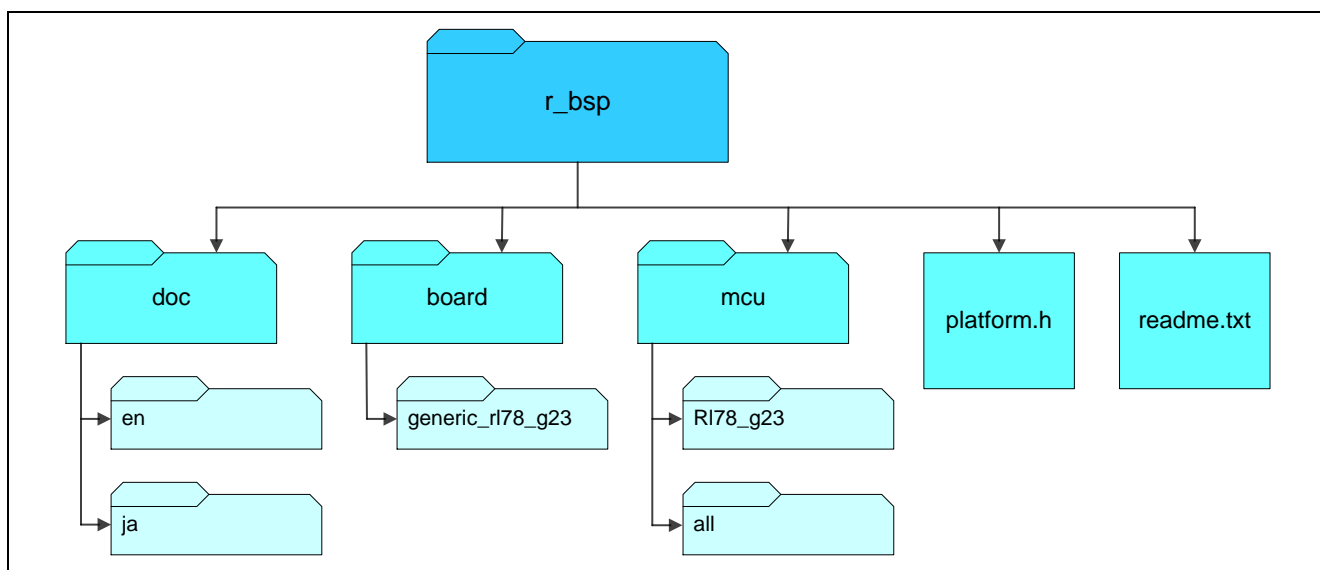 r_bsp
doc
board
mcu
platform.h
readme.txt
en
generic_rl78_g23
Rl78_g23
ja
all